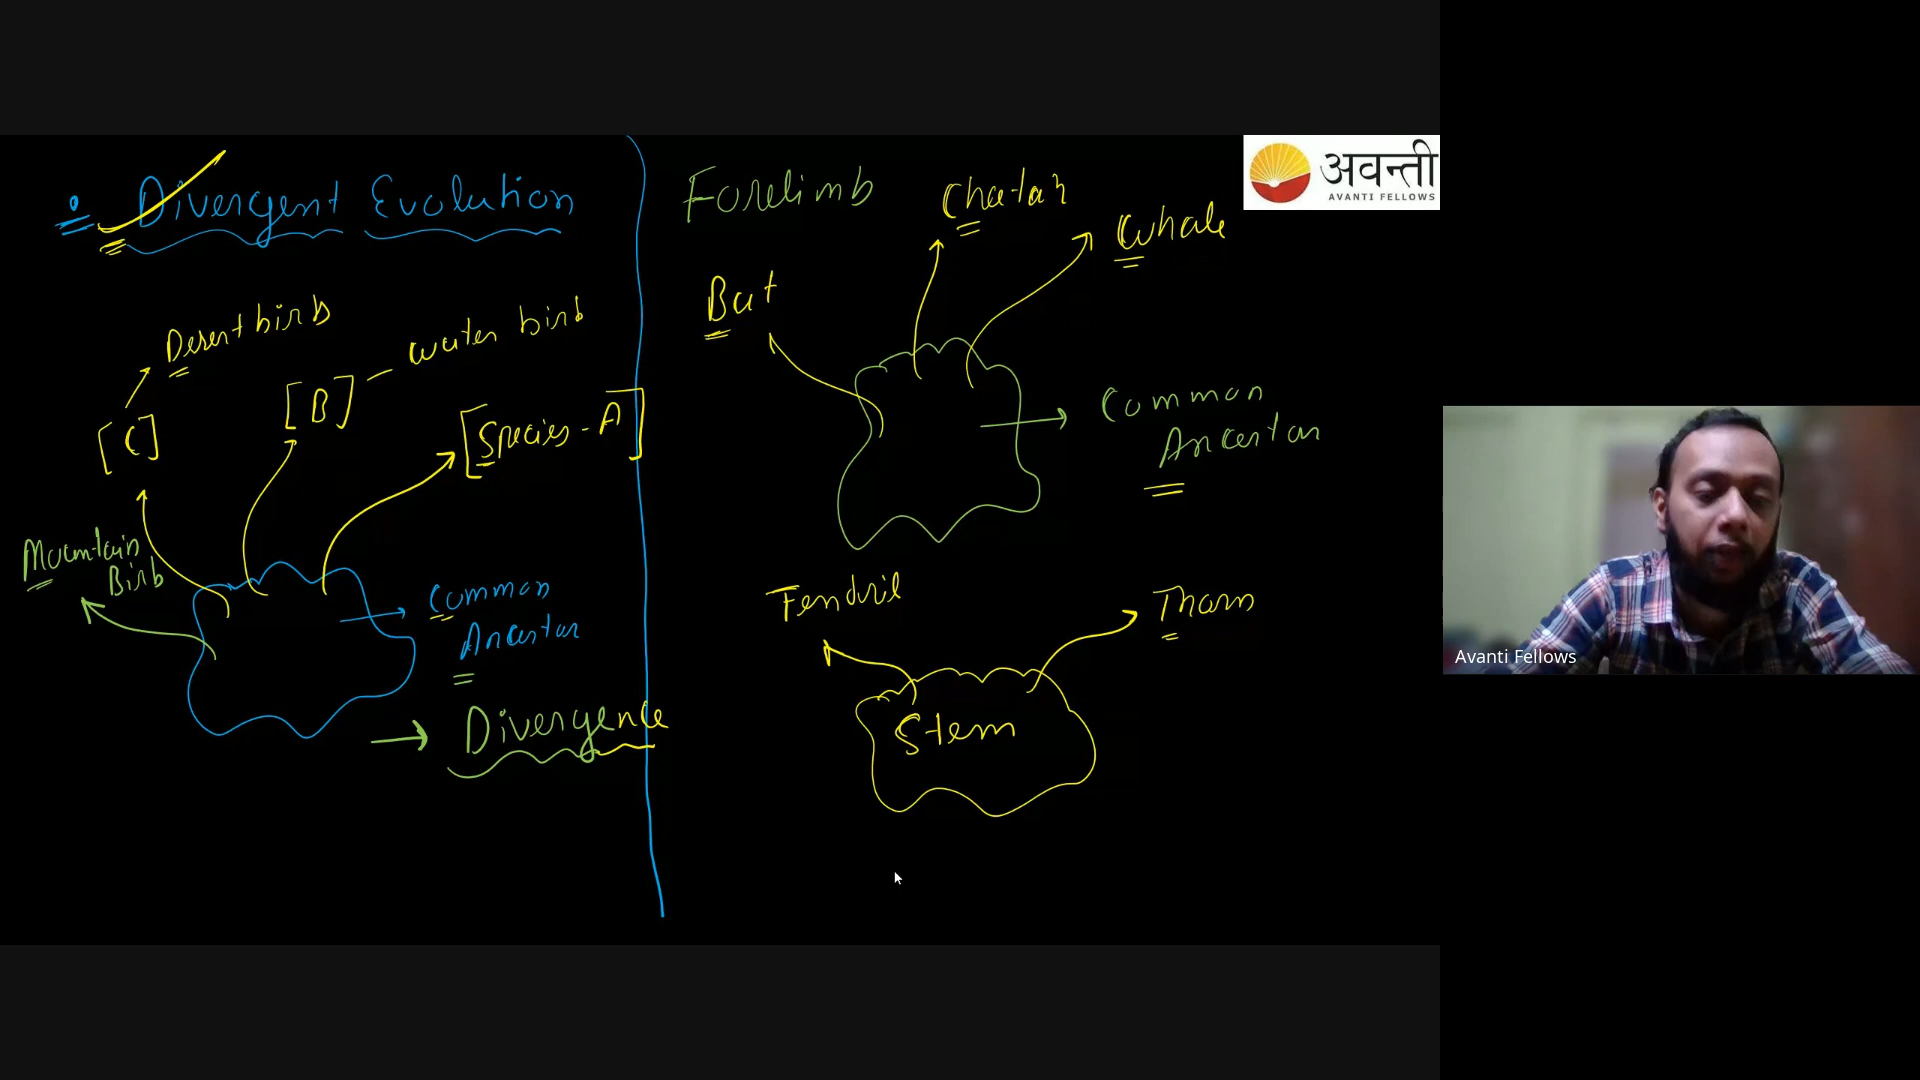 Divergent Evolution
Desert bird
[B] - water bird
[C]
[Species - A]
Mountain
Bird
Common
Ancestor
→ Divergence
Forelimb
Cheetah
Whale
Bat
Common
Ancestor
Tendril
Thorn
Stem
अवन्ती
AVANTI FELLOWS
Avanti Fellows